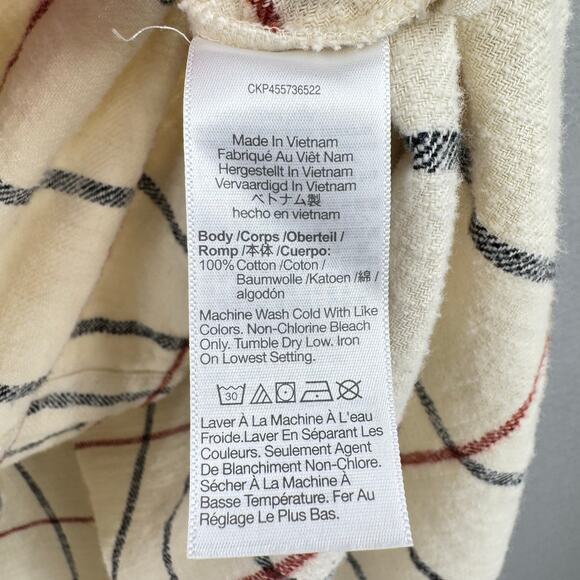 CKP455736522
Made In Vietnam
Fabriqué Au Viêt Nam
Hergestellt In Vietnam
Vervaardigd In Vietnam
ベトナム製
hecho en vietnam
Body /Corps /Oberteil /
Romp /本体 /Cuerpo:
100% Cotton /Coton /
Baumwolle /Katoen /綿 /
algodón
Machine Wash Cold With Like
Colors. Non-Chlorine Bleach
Only. Tumble Dry Low. Iron
On Lowest Setting.
30
Laver À La Machine À L'eau
Froide.Laver En Séparant Les
Couleurs. Seulement Agent
De Blanchiment Non-Chlore.
Sécher À La Machine À
Basse Température. Fer Au
Réglage Le Plus Bas.